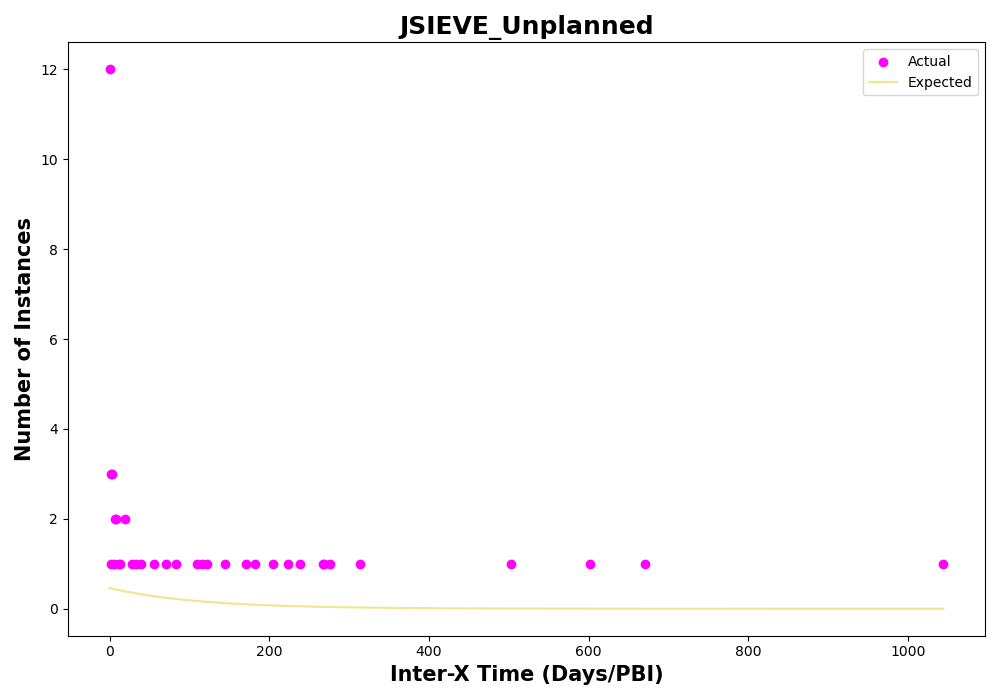 JSIEVE_Unplanned
Actual
Expected
Number of Instances
12
10
8
6
4
2
0
0
200
400
600
800
1000
Inter-X Time (Days/PBI)